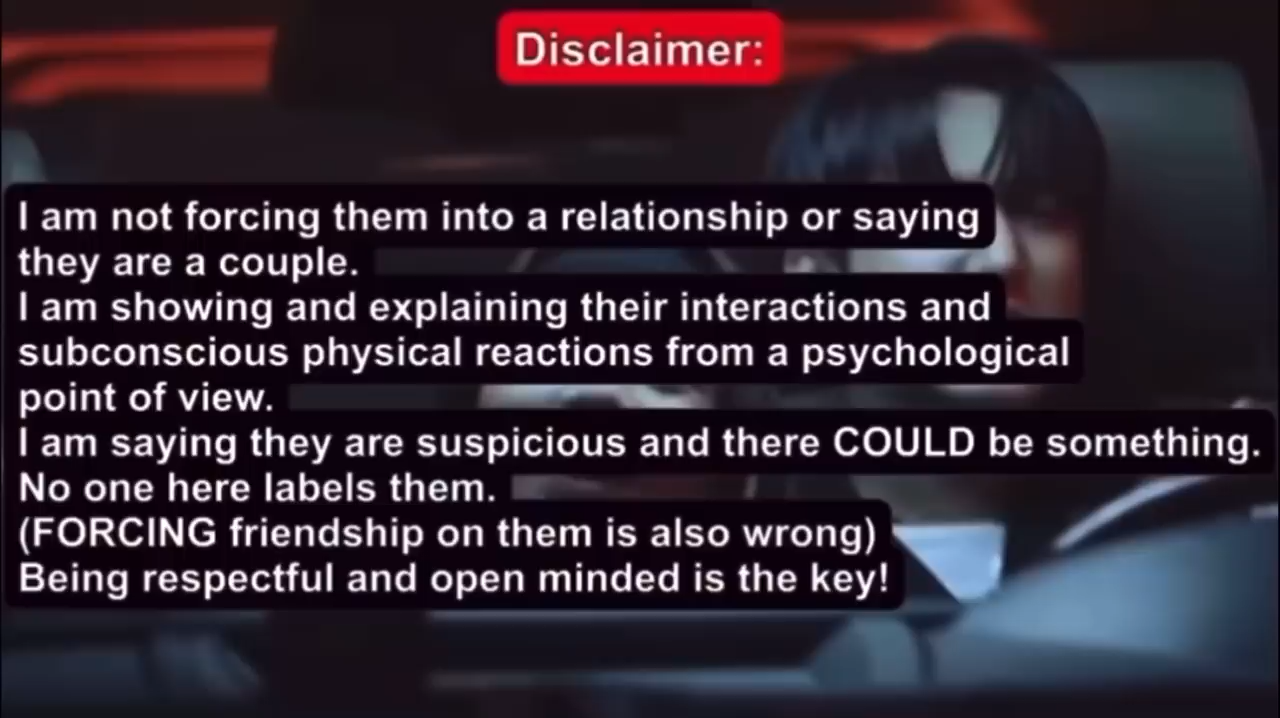 Disclaimer:
I am not forcing them into a relationship or saying
they are a couple.
I am showing and explaining their interactions and
subconscious physical reactions from a psychological
point of view.
I am saying they are suspicious and there COULD be something.
No one here labels them.
(FORCING friendship on them is also wrong)
Being respectful and open minded is the key!